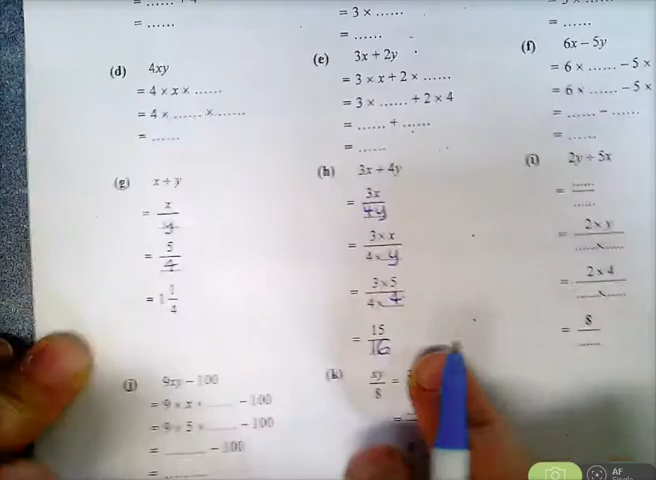 = ......
= 3 × ......
= ......
= ......
(d) 4xy
= 4 × x × ......
= 4 × ...... × ......
= ......
(e) 3x + 2y
= 3 × x + 2 × ......
= 3 × ...... + 2 × 4
= ...... + ......
= ......
(f) 6x − 5y
= 6 × ...... − 5 ×
= 6 × ...... − 5 ×
= ...... − ......
= ......
(g) x ÷ y
= x / y
= 5 / 4
= 1 1/4
(h) 3x ÷ 4y
= 3x / 4y
= 3 × x / 4 × y
= 3 × 5 / 4 × 4
= 15 / 16
(i) 2y ÷ 5x
= ...... / ......
= 2 × y / ...... × ......
= 2 × 4 / ...... × ......
= 8 / ......
(j) 9xy − 100
= 9 × x × ...... − 100
= 9 × 5 × ...... − 100
= ...... − 100
= ......
(k) xy / 8 =
=
AF
Single